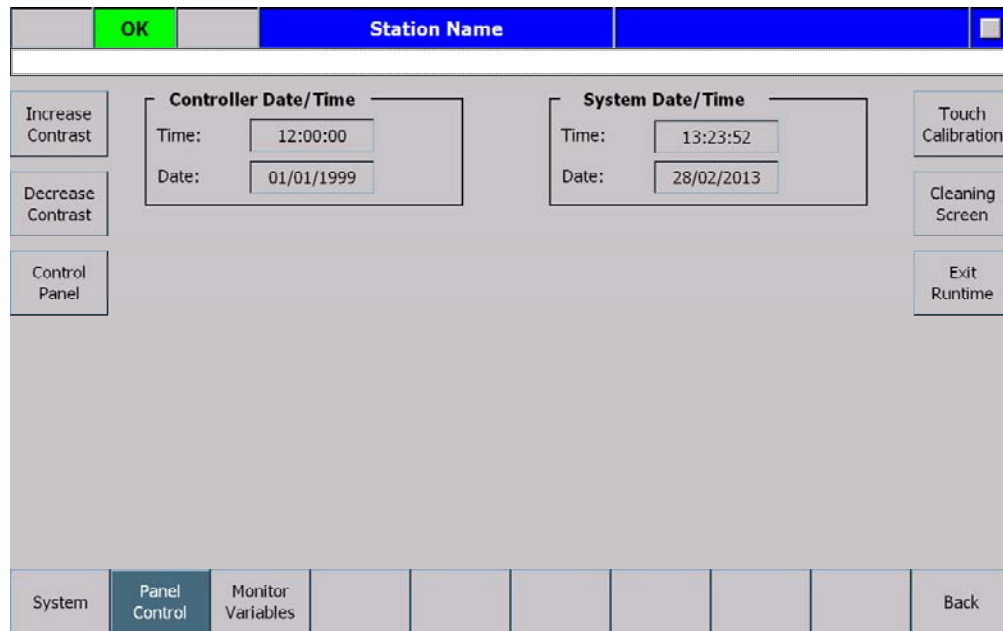 OK
Station Name
Increase
Contrast
Decrease
Contrast
Control
Panel
Controller Date/Time
Time:
12:00:00
Date:
01/01/1999
System Date/Time
Time:
13:23:52
Date:
28/02/2013
Touch
Calibration
Cleaning
Screen
Exit
Runtime
System
Panel
Control
Monitor
Variables
Back